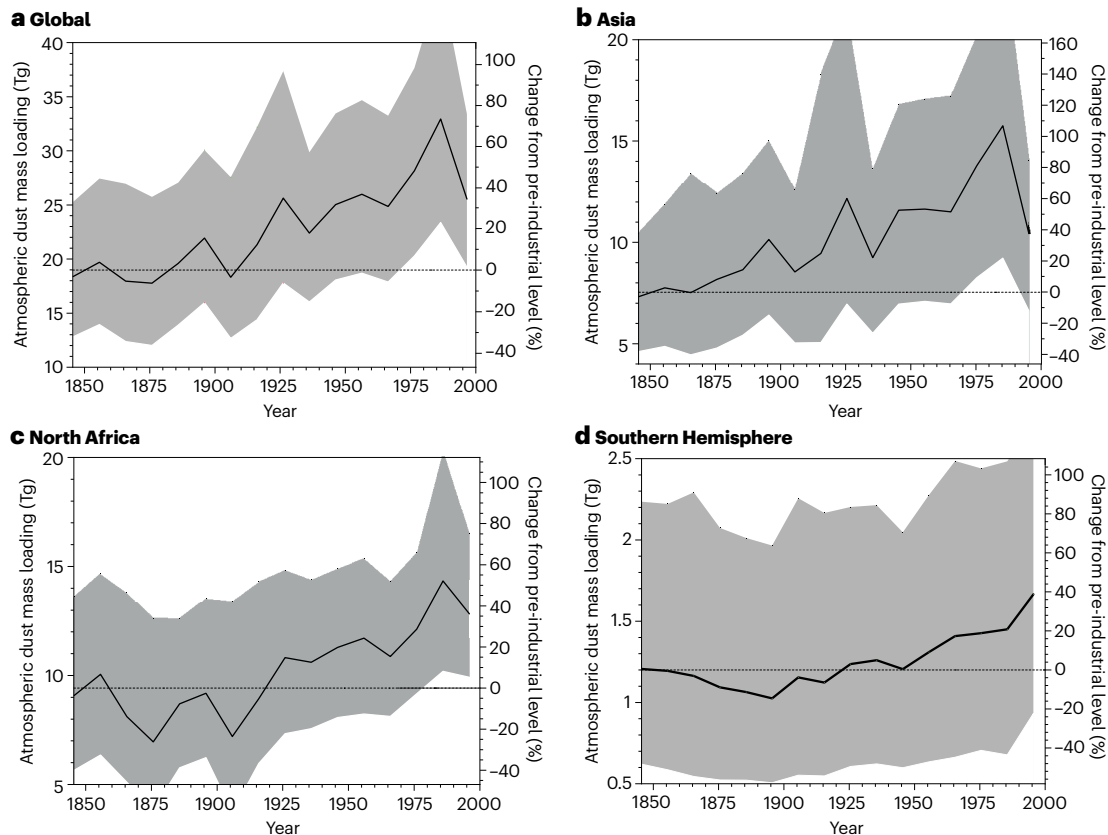 a Global
Atmospheric dust mass loading (Tg)
40
35
30
25
20
15
10
100
80
60
40
20
0
–20
–40
Change from pre-industrial level (%)
1850 1875 1900 1925 1950 1975 2000
Year
b Asia
Atmospheric dust mass loading (Tg)
20
15
10
5
160
140
120
100
80
60
40
20
0
–20
–40
Change from pre-industrial level (%)
1850 1875 1900 1925 1950 1975 2000
Year
c North Africa
Atmospheric dust mass loading (Tg)
20
15
10
5
100
80
60
40
20
0
–20
–40
Change from pre-industrial level (%)
1850 1875 1900 1925 1950 1975 2000
Year
d Southern Hemisphere
Atmospheric dust mass loading (Tg)
2.5
2
1.5
1
0.5
100
80
60
40
20
0
–20
–40
Change from pre-industrial level (%)
1850 1875 1900 1925 1950 1975 2000
Year